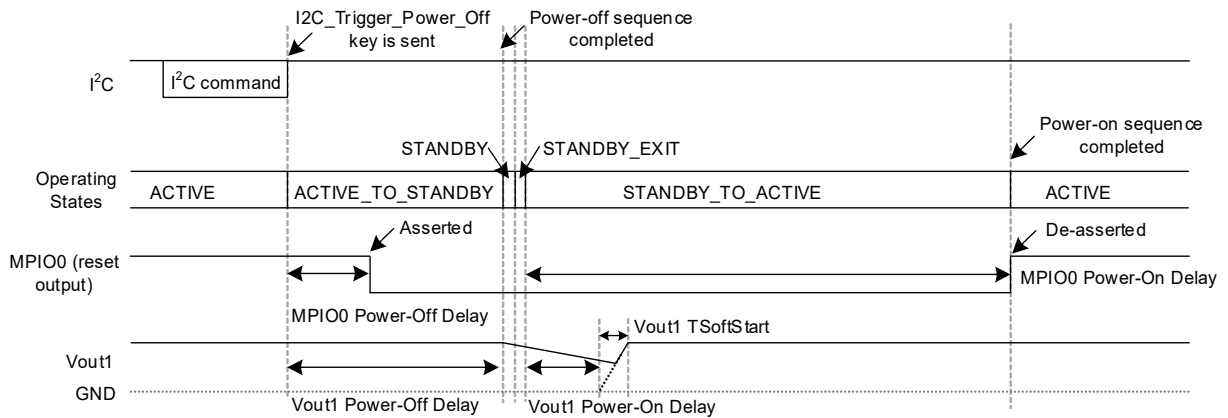 I2C_Trigger_Power_Off
key is sent
Power-off sequence
completed
I²C
I²C command
STANDBY
STANDBY_EXIT
Power-on sequence
completed
Operating
States
ACTIVE
ACTIVE_TO_STANDBY
STANDBY_TO_ACTIVE
ACTIVE
Asserted
De-asserted
MPIO0 (reset
output)
MPIO0 Power-On Delay
MPIO0 Power-Off Delay
Vout1 TSoftStart
Vout1
GND
Vout1 Power-Off Delay
Vout1 Power-On Delay